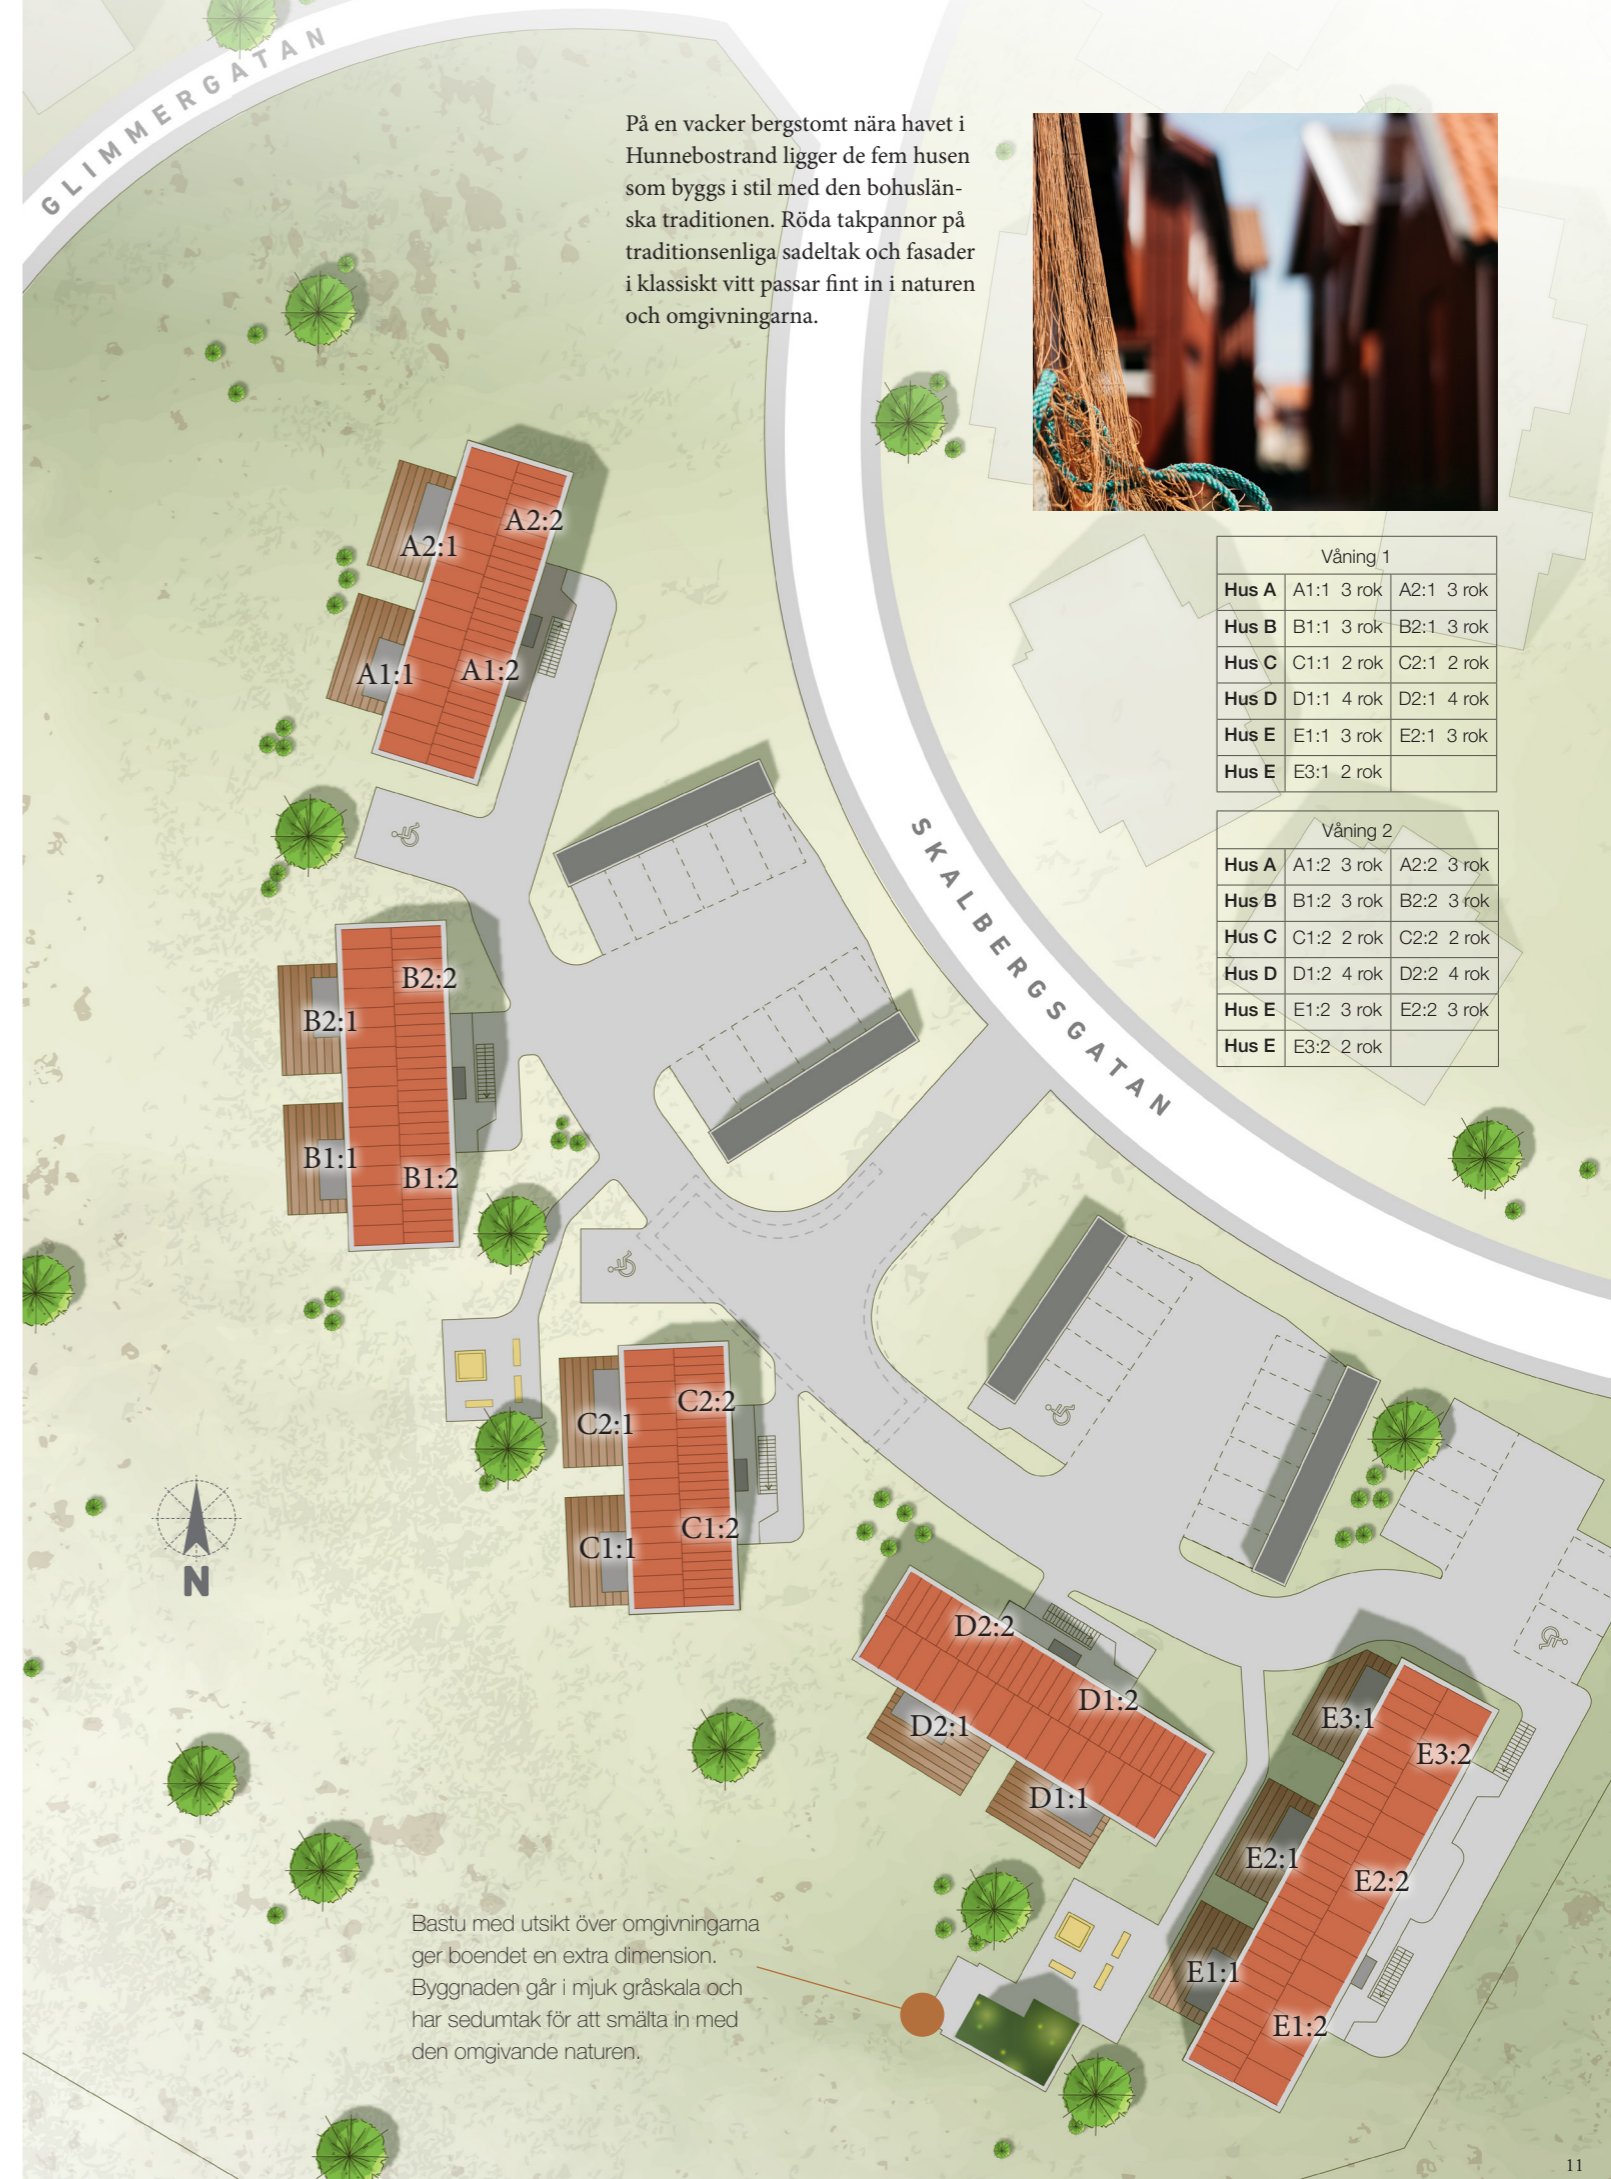 GLIMMERGATAN
På en vacker bergstomt nära havet i
Hunnebostrand ligger de fem husen
som byggs i stil med den bohuslän-
ska traditionen. Röda takpannor på
traditionsenliga sadeltak och fasader
i klassiskt vitt passar fint in i naturen
och omgivningarna.
A2:2
A2:1
A1:1
A1:2
Våning 1
Hus A A1:1 3 rok A2:1 3 rok
Hus B B1:1 3 rok B2:1 3 rok
Hus C C1:1 2 rok C2:1 2 rok
Hus D D1:1 4 rok D2:1 4 rok
Hus E E1:1 3 rok E2:1 3 rok
Hus E E3:1 2 rok
Våning 2
Hus A A1:2 3 rok A2:2 3 rok
Hus B B1:2 3 rok B2:2 3 rok
Hus C C1:2 2 rok C2:2 2 rok
Hus D D1:2 4 rok D2:2 4 rok
Hus E E1:2 3 rok E2:2 3 rok
Hus E E3:2 2 rok
SKALBERGSGATAN
B2:2
B2:1
B1:1
B1:2
C2:2
C2:1
C1:2
C1:1
N
D2:2
D1:2
D2:1
D1:1
E3:1
E3:2
E2:1
E2:2
E1:1
E1:2
Bastu med utsikt över omgivningarna
ger boendet en extra dimension.
Byggnaden går i mjuk gråskala och
har sedumtak för att smälta in med
den omgivande naturen.
11